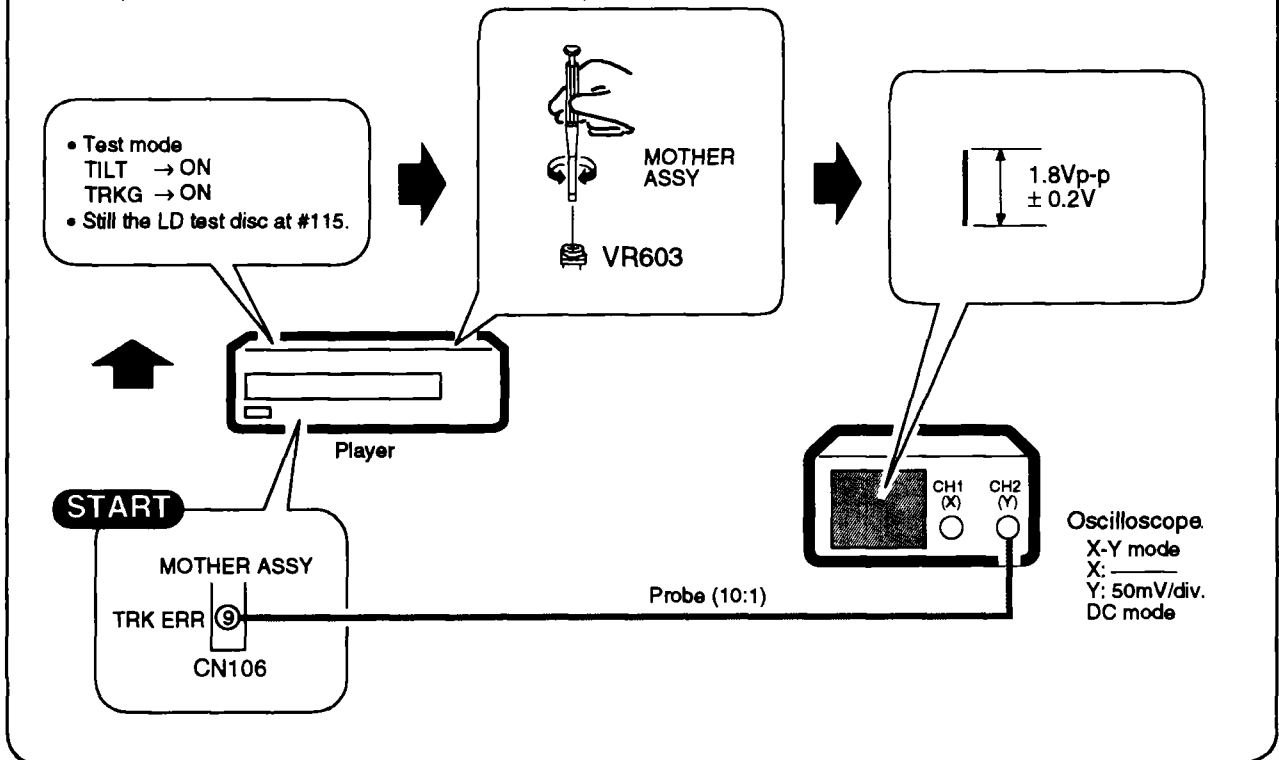 • Test mode
TILT → ON
TRKG → ON
• Still the LD test disc at #115.
MOTHER
ASSY
VR603
1.8Vp-p
± 0.2V
Player
START
MOTHER ASSY
TRK ERR ⑨
CN106
Probe (10:1)
CH1
(X)
CH2
(Y)
Oscilloscope
X-Y mode
X: ———
Y: 50mV/div.
DC mode